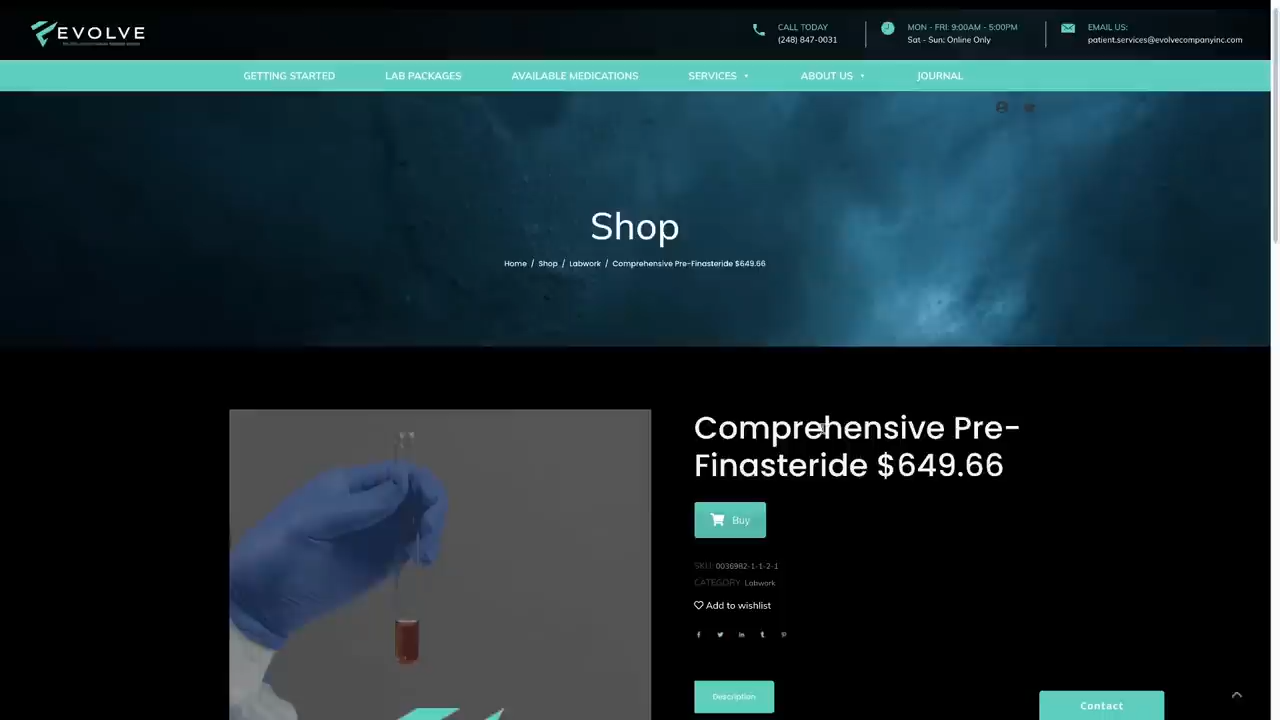 EVOLVE
CALL TODAY
(248) 847-0031
MON - FRI: 9:00AM - 5:00PM
Sat - Sun: Online Only
EMAIL US:
patient.services@evolvecompanyinc.com
GETTING STARTED
LAB PACKAGES
AVAILABLE MEDICATIONS
SERVICES
ABOUT US
JOURNAL
Shop
Home / Shop / Labwork / Comprehensive Pre-Finasteride $649.66
Comprehensive Pre-
Finasteride $649.66
Buy
SKU: 0036982-1-1-2-1
CATEGORY: Labwork
Add to wishlist
Description
Contact